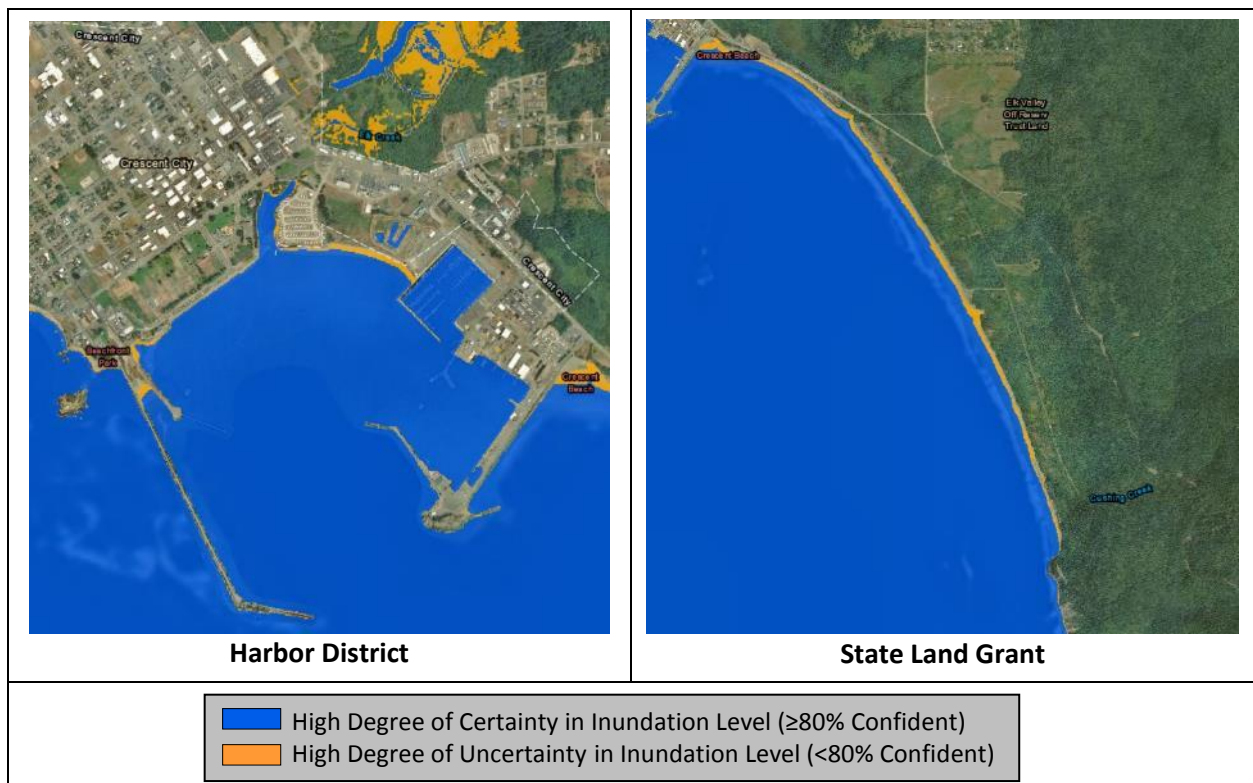 Crescent City
Crescent City
Elk Creek
Crescent City
Beachfront
Park
Crescent
Beach
Harbor District
Crescent Beach
Elk Valley
Off-Reserv
Trust Land
Cushing Creek
State Land Grant
High Degree of Certainty in Inundation Level (≥80% Confident)
High Degree of Uncertainty in Inundation Level (<80% Confident)